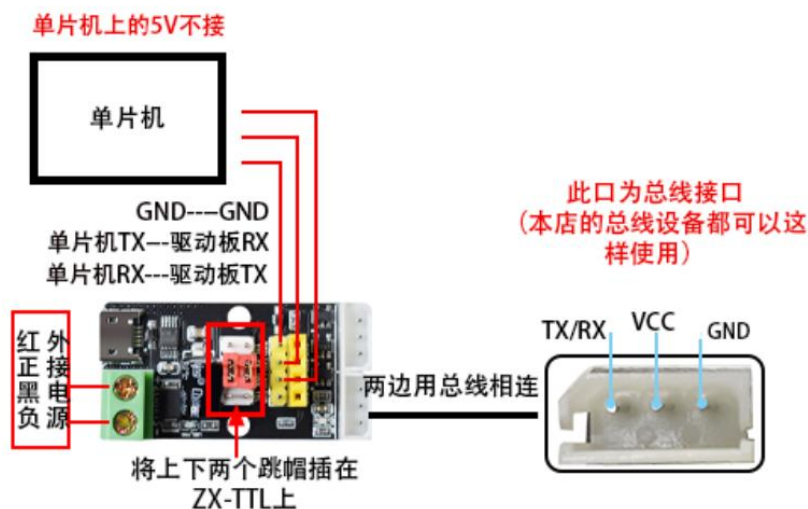 单片机上的5V不接
单片机
GND----GND
单片机TX---驱动板RX
单片机RX---驱动板TX
此口为总线接口
（本店的总线设备都可以这
样使用）
TX/RX
VCC
GND
红正黑负
外接电源
两边用总线相连
将上下两个跳帽插在
ZX-TTL上